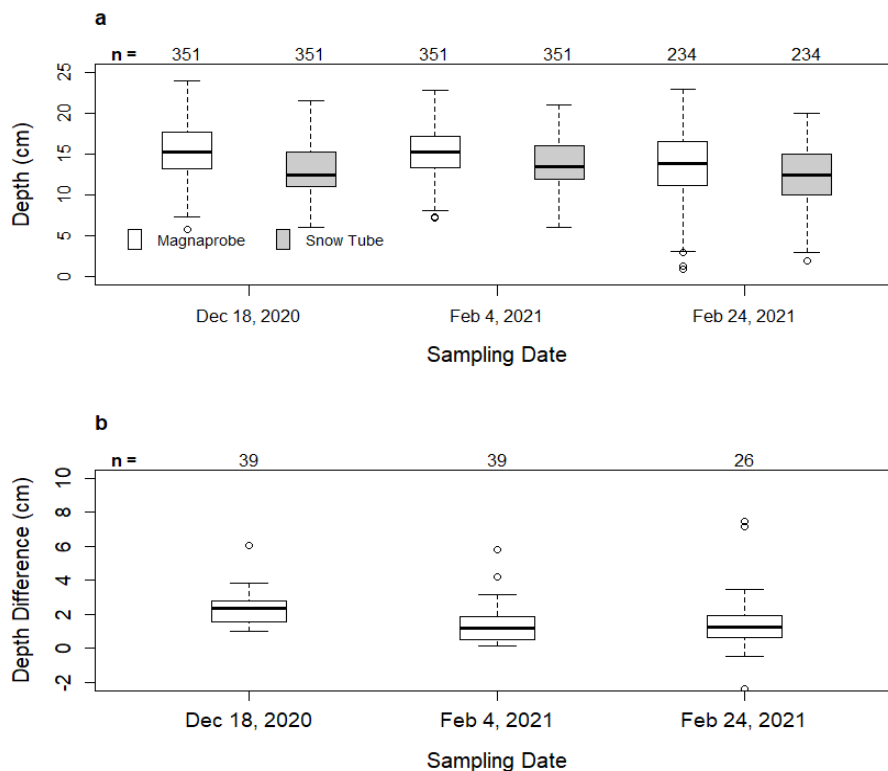 a
n = 351 351 351 351 234 234
25
20
15
10
5
0
Depth (cm)
Magnaprobe Snow Tube
Dec 18, 2020 Feb 4, 2021 Feb 24, 2021
Sampling Date
b
n = 39 39 26
10
8
6
4
2
0
-2
Depth Difference (cm)
Dec 18, 2020 Feb 4, 2021 Feb 24, 2021
Sampling Date